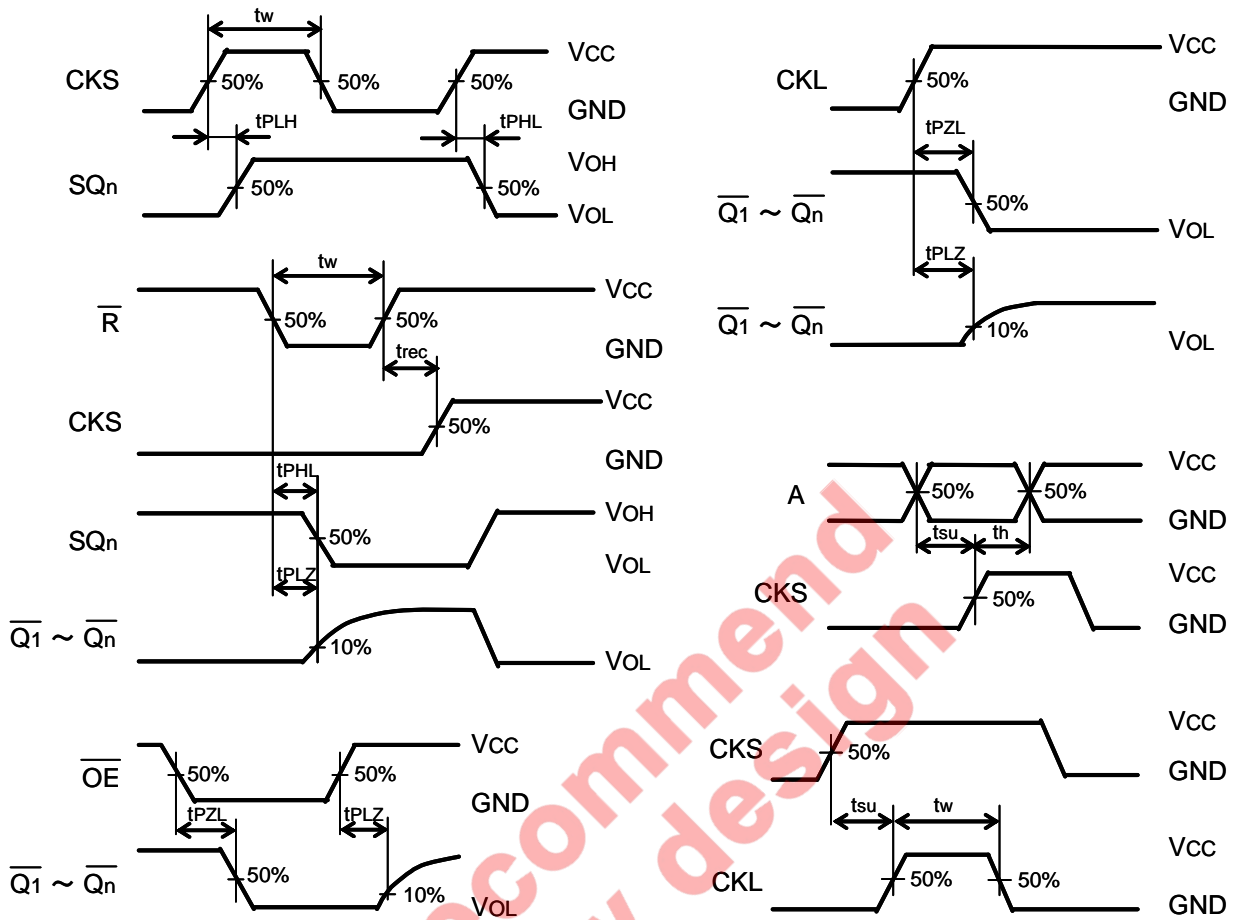 tw
CKS
50%
50%
50%
VCC
GND
tPLH
tPHL
SQn
50%
50%
VOH
VOL
tw
R
50%
50%
VCC
GND
trec
CKS
50%
VCC
GND
tPHL
SQn
50%
VOH
VOL
tPLZ
Q1 ~ Qn
10%
VOL
OE
50%
50%
VCC
GND
tPZL
tPLZ
Q1 ~ Qn
50%
10%
VOL
CKL
50%
VCC
GND
tPZL
Q1 ~ Qn
50%
VOL
tPLZ
Q1 ~ Qn
10%
VOL
A
50%
50%
VCC
GND
tsu
th
CKS
50%
VCC
GND
CKS
50%
VCC
GND
tsu
tw
CKL
50%
50%
VCC
GND
design